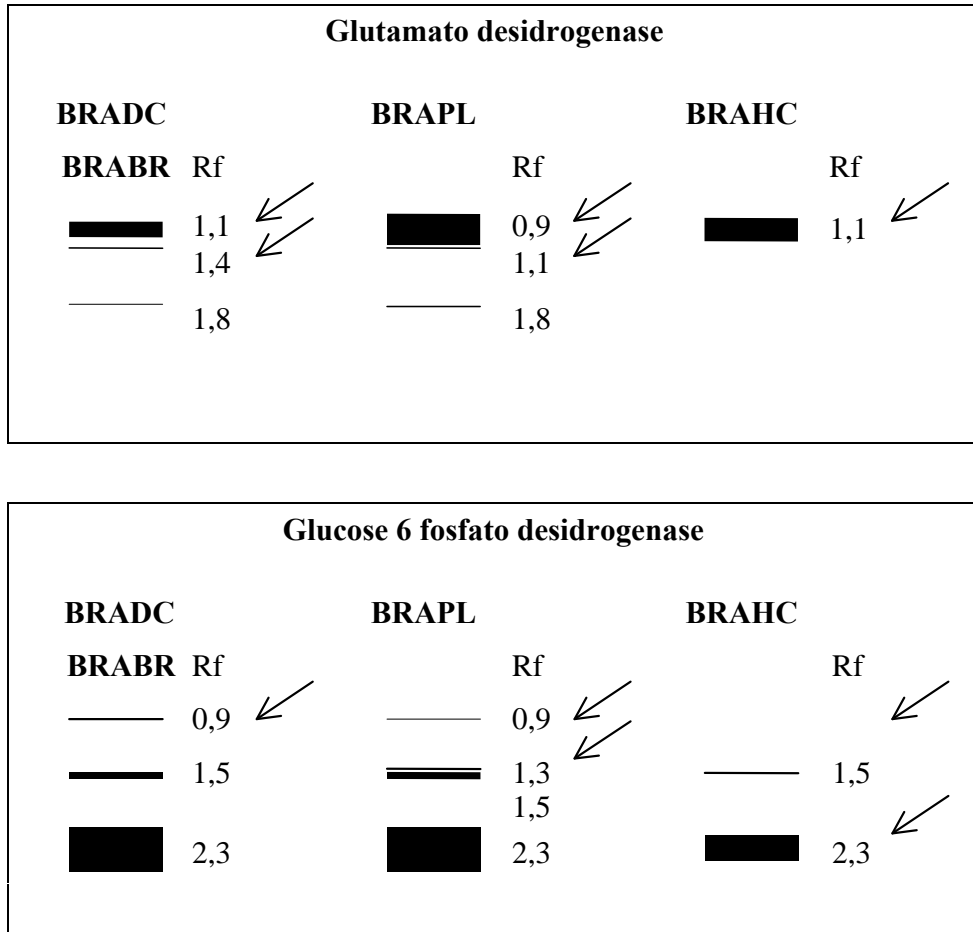 Glutamato desidrogenase
BRADC BRAPL BRAHC
BRABR Rf Rf Rf
1,1 0,9 1,1
1,4 1,1
1,8 1,8
Glucose 6 fosfato desidrogenase
BRADC BRAPL BRAHC
BRABR Rf Rf Rf
0,9 0,9
1,5 1,3 1,5
1,5
2,3 2,3 2,3